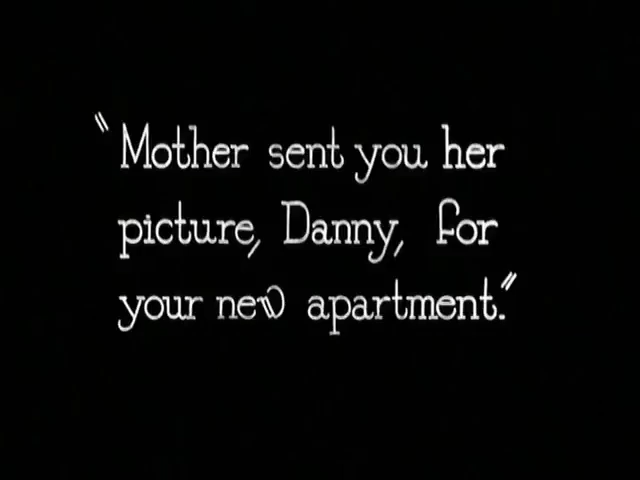 "Mother sent you her
picture, Danny, for
your new apartment."